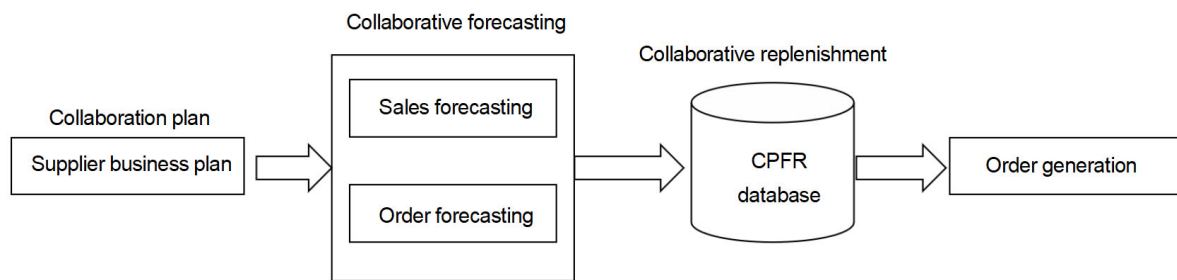 Collaborative forecasting
Collaborative replenishment
Collaboration plan
Supplier business plan
Sales forecasting
Order forecasting
CPFR
database
Order generation